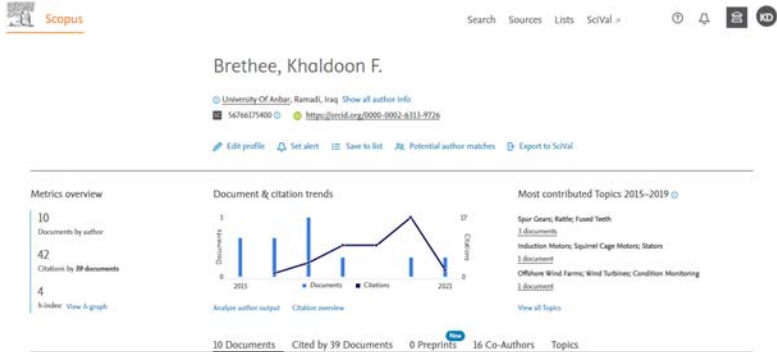 Scopus
Search Sources Lists SciVal ↗
KD
Brethee, Khaldoon F.
University Of Anbar, Ramadi, Iraq Show all author info
56766175400 https://orcid.org/0000-0002-6313-9726
Edit profile Set alert Save to list Potential author matches Export to SciVal
Metrics overview
10
Documents by author
42
Citations by 39 documents
4
h-index: View h-graph
Document & citation trends
3
17
Documents
Citations
0
0
2015
2021
Documents Citations
Analyze author output Citation overview
Most contributed Topics 2015–2019
Spur Gears; Rattle; Fused Teeth
3 documents
Induction Motors; Squirrel Cage Motors; Stators
1 document
Offshore Wind Farms; Wind Turbines; Condition Monitoring
1 document
View all Topics
New
10 Documents Cited by 39 Documents 0 Preprints 16 Co-Authors Topics